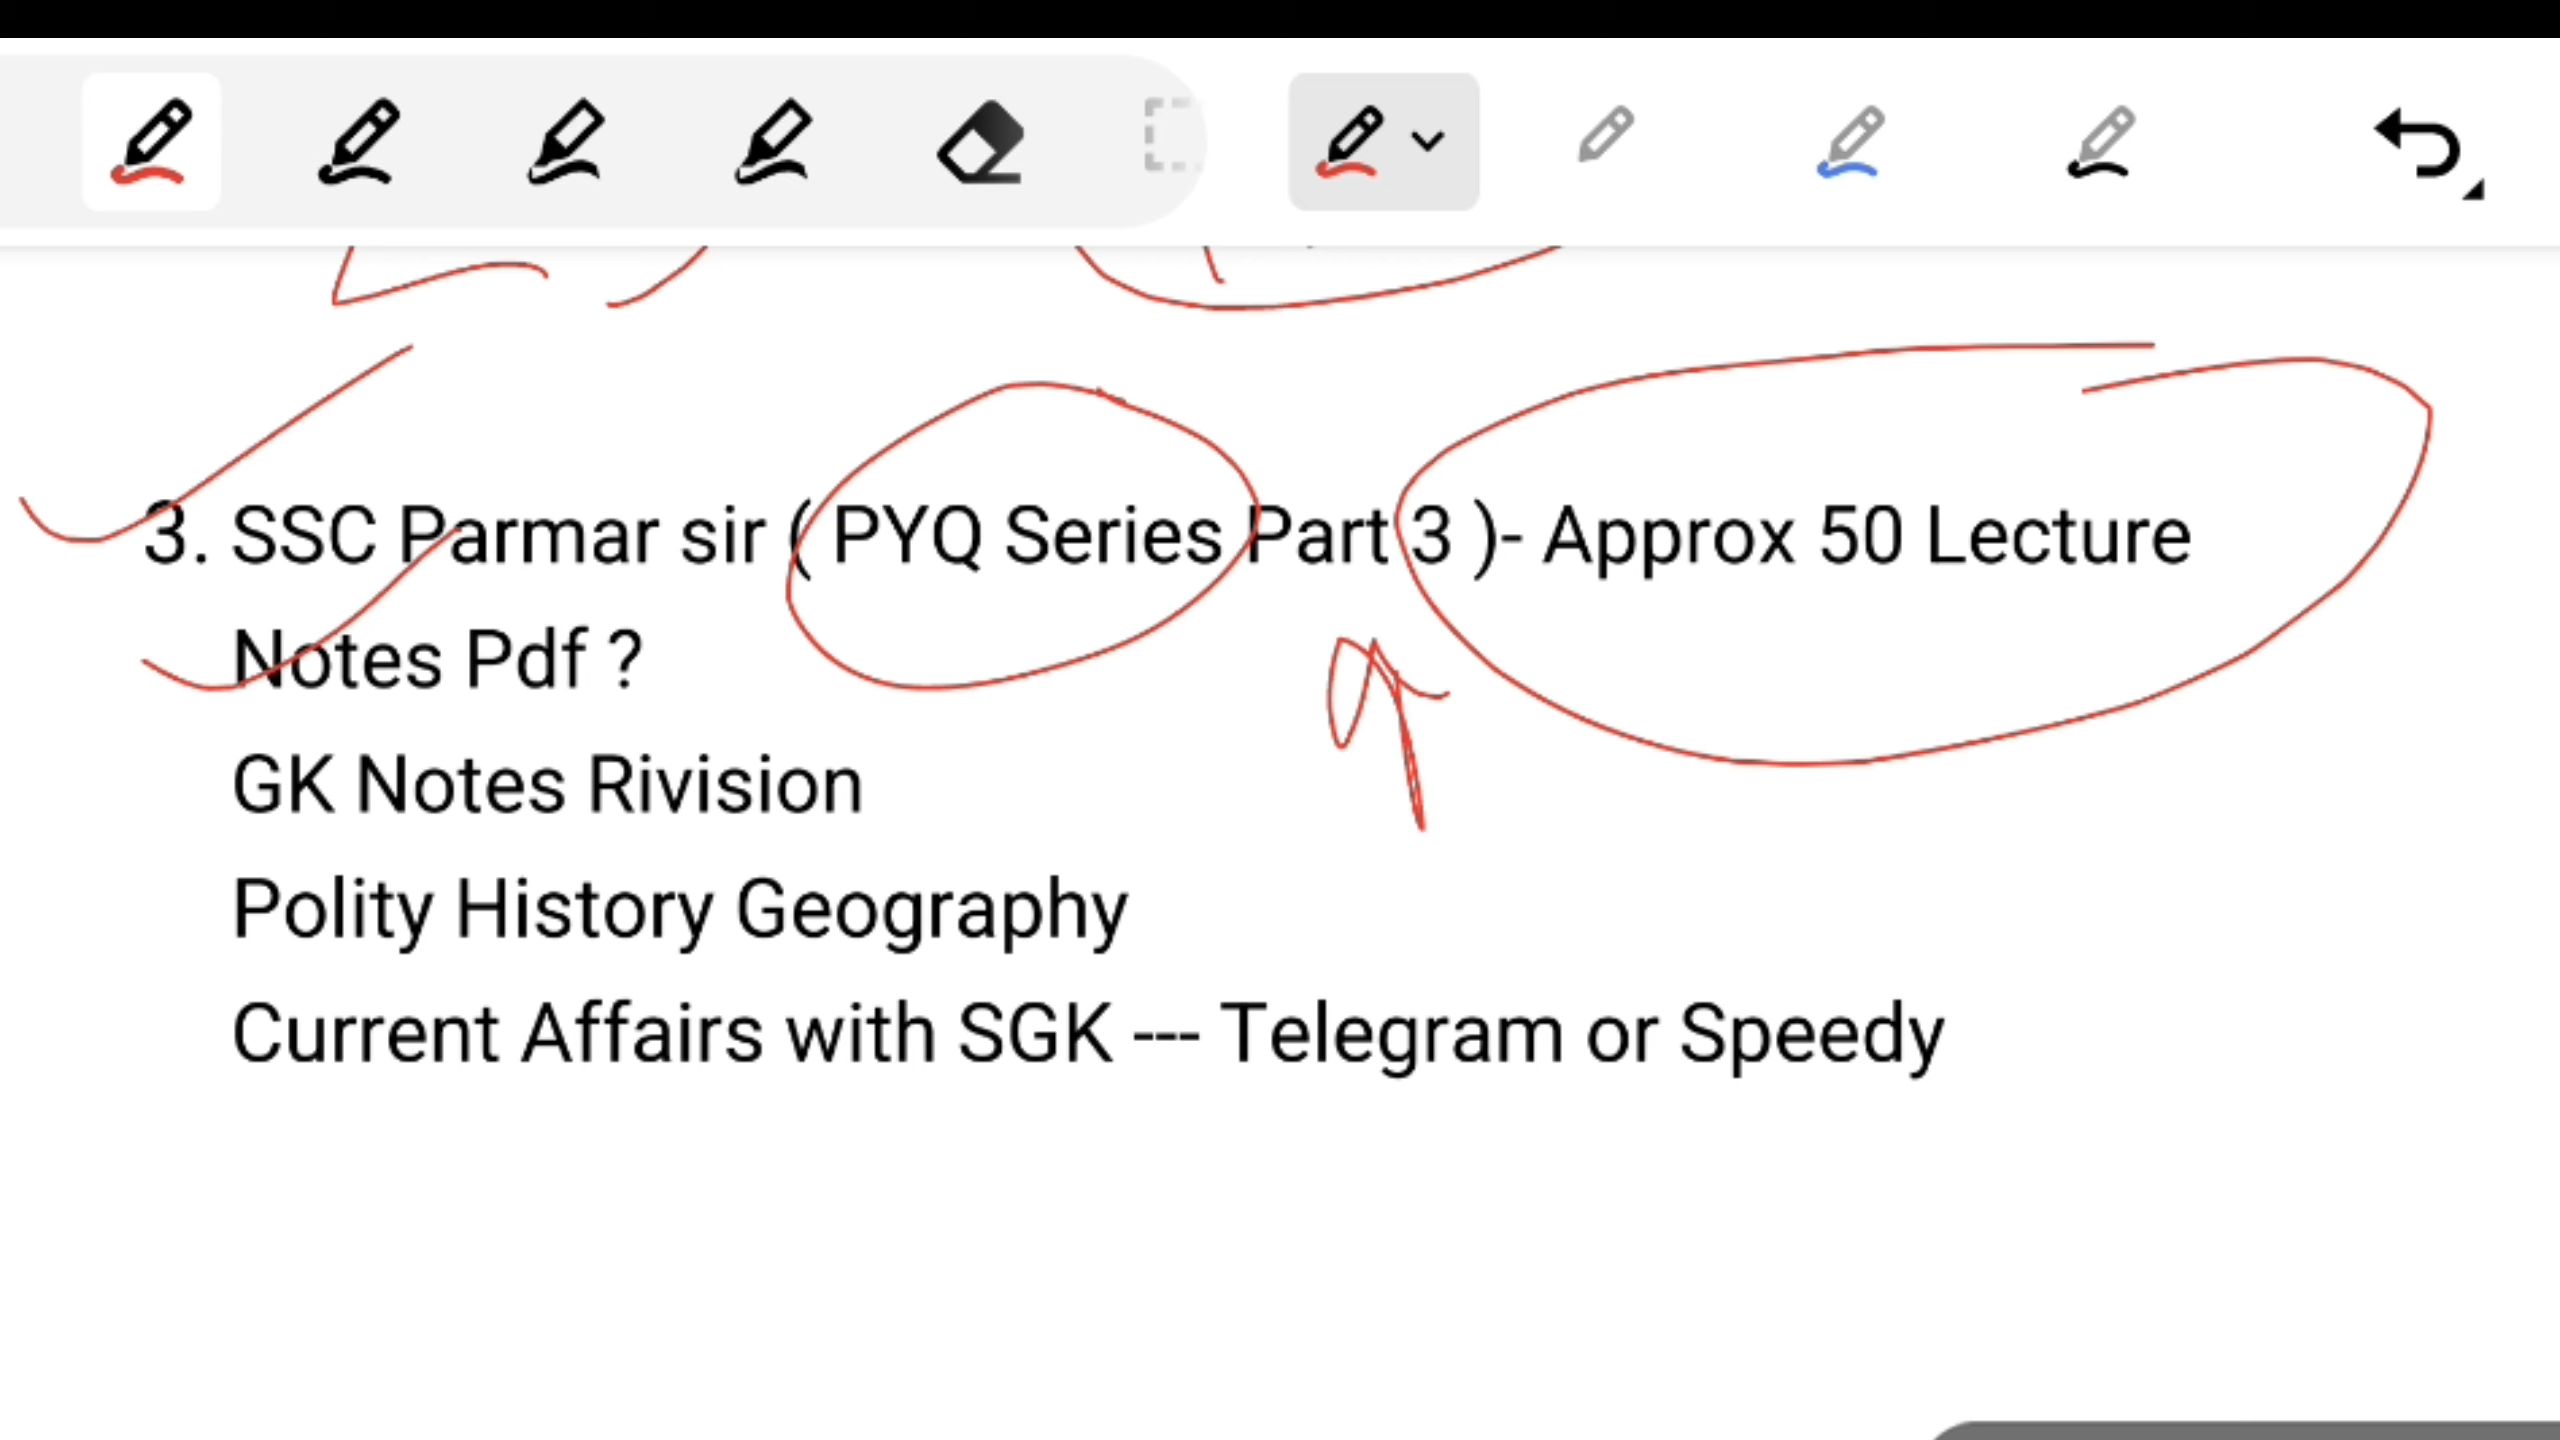 3. SSC Parmar sir ( PYQ Series Part 3 )- Approx 50 Lecture
Notes Pdf ?
GK Notes Rivision
Polity History Geography
Current Affairs with SGK --- Telegram or Speedy